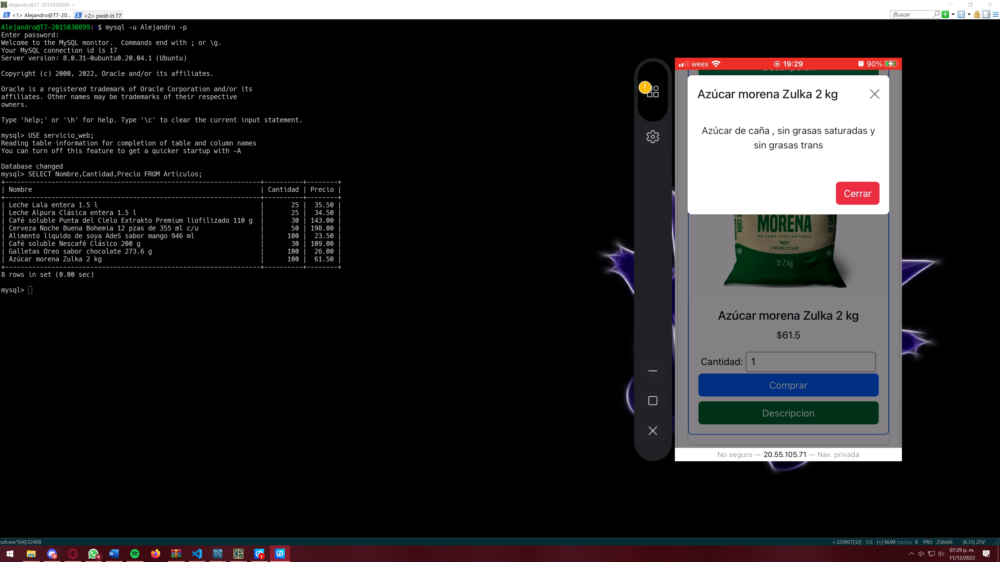 Alejandro@T7-2015030899: ~
<1> Alejandro@T7-20...
<2> pwsh in T7
Buscar
Alejandro@T7-2015030899:~$ mysql -u Alejandro -p
Enter password:
Welcome to the MySQL monitor.  Commands end with ; or \g.
Your MySQL connection id is 17
Server version: 8.0.31-0ubuntu0.20.04.1 (Ubuntu)
Copyright (c) 2000, 2022, Oracle and/or its affiliates.
Oracle is a registered trademark of Oracle Corporation and/or its
affiliates. Other names may be trademarks of their respective
owners.
Type 'help;' or '\h' for help. Type '\c' to clear the current input statement.
mysql> USE servicio_web;
Reading table information for completion of table and column names
You can turn off this feature to get a quicker startup with -A
Database changed
mysql> SELECT Nombre,Cantidad,Precio FROM Articulos;
| Nombre | Cantidad | Precio |
| Leche Lala entera 1.5 l | 25 | 35.50 |
| Leche Alpura Clásica entera 1.5 l | 25 | 34.50 |
| Café soluble Punta del Cielo Extrakto Premium liofilizado 110 g | 30 | 143.00 |
| Cerveza Noche Buena Bohemia 12 pzas de 355 ml c/u | 50 | 198.00 |
| Alimento liquido de soya AdeS sabor mango 946 ml | 100 | 23.50 |
| Café soluble Nescafé Clásico 200 g | 30 | 109.00 |
| Galletas Oreo sabor chocolate 273.6 g | 100 | 26.00 |
| Azúcar morena Zulka 2 kg | 100 | 61.50 |
8 rows in set (0.00 sec)
mysql>
weex 19:29 90%
Azúcar morena Zulka 2 kg
Azúcar de caña , sin grasas saturadas y
sin grasas trans
Cerrar
MORENA
DE CAÑA 100% NATURAL
LO NATURAL ES SALUD
CONT. NET. 2 kg
Azúcar morena Zulka 2 kg
$61.5
Cantidad: 1
Comprar
Descripcion
No seguro — 20.55.105.71 — Nav. privada
ssh.exe*[64]:22408
« 220807[32] 1/2 [+] NUM InpGrp X PRI↕ 258x66 (8,35) 25V
9
4
1
07:29 p. m.
11/12/2022